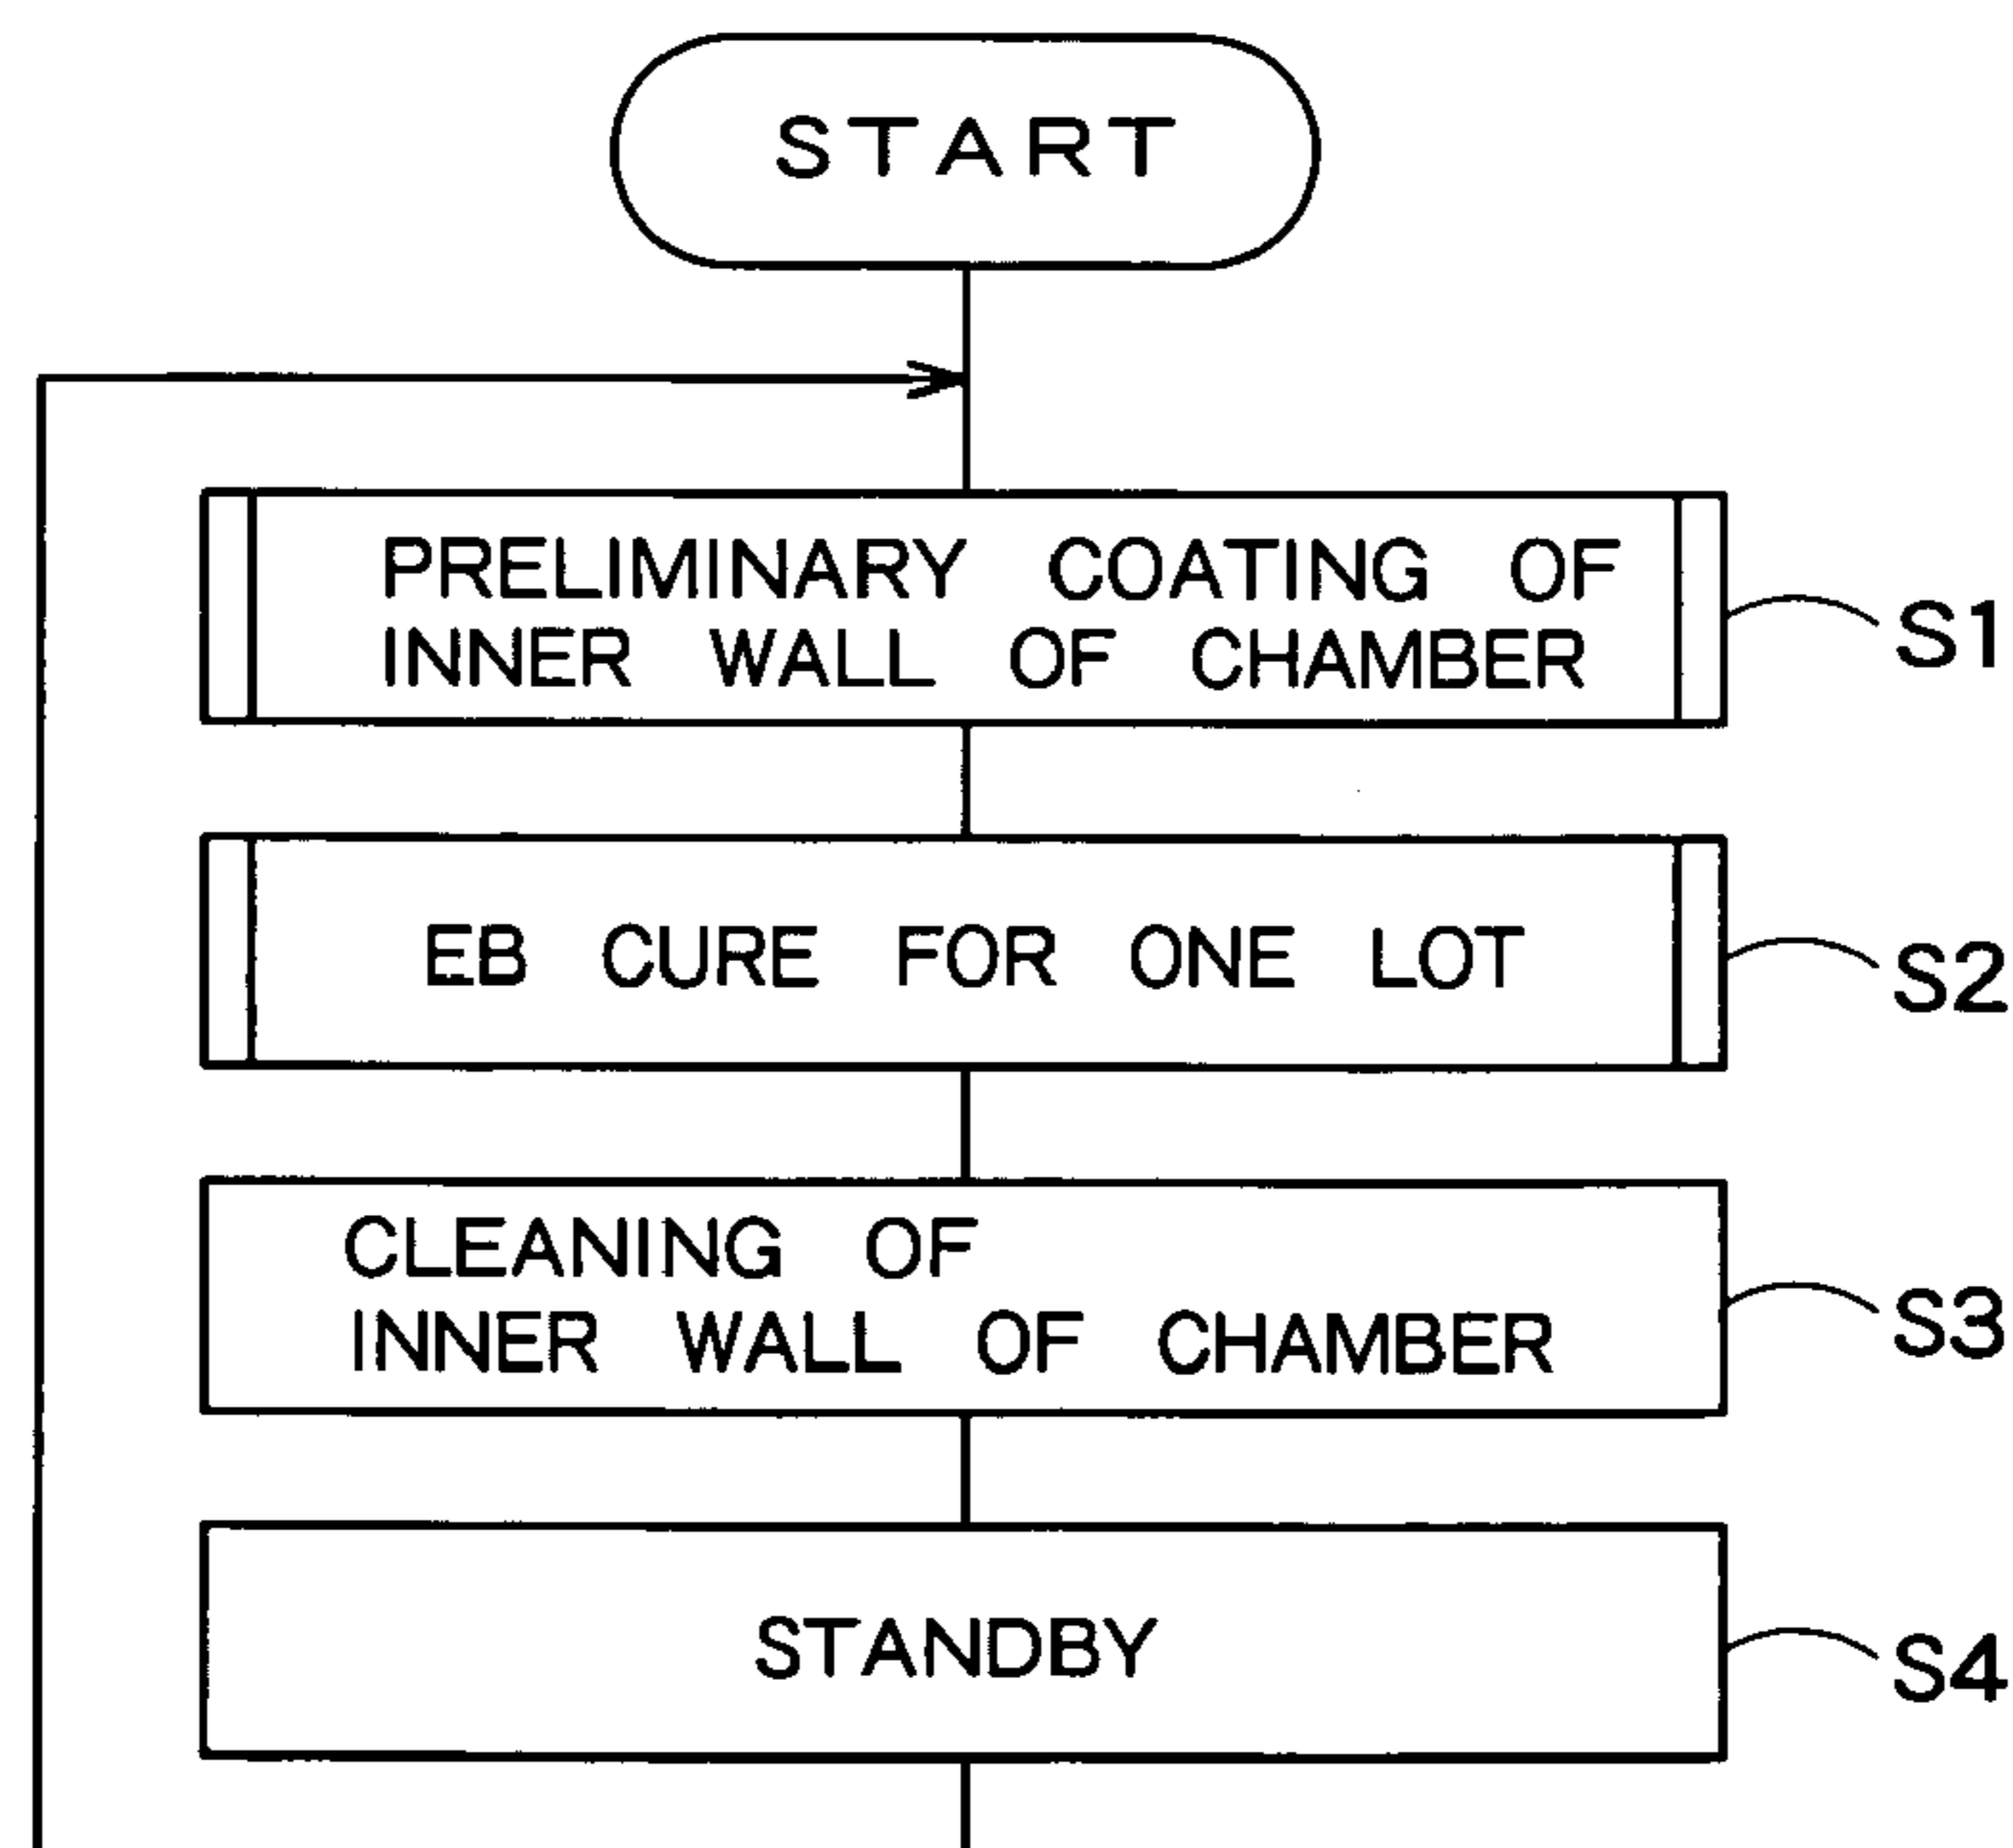 START
PRELIMINARY COATING OF
INNER WALL OF CHAMBER
S1
EB CURE FOR ONE LOT
S2
CLEANING OF
INNER WALL OF CHAMBER
S3
STANDBY
S4